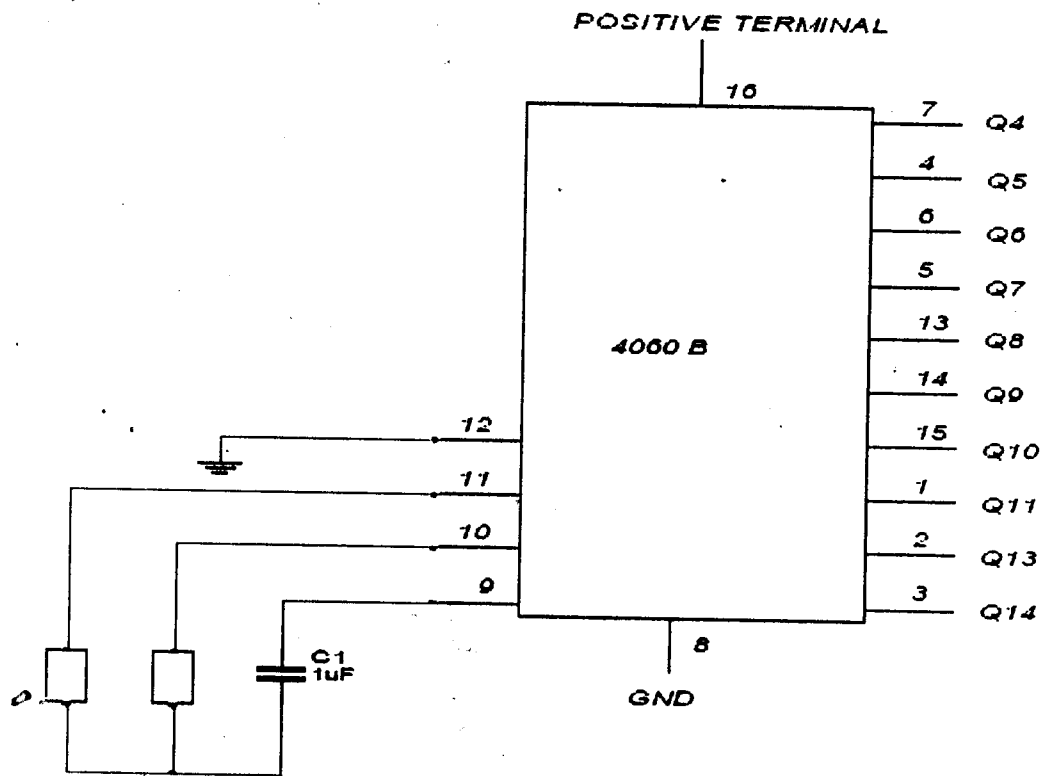 POSITIVE TERMINAL
16
7 Q4
4 Q5
6 Q6
5 Q7
13 Q8
4060 B
14 Q9
12
15 Q10
11
1 Q11
10
2 Q13
9
3 Q14
8
C1
1uF
GND